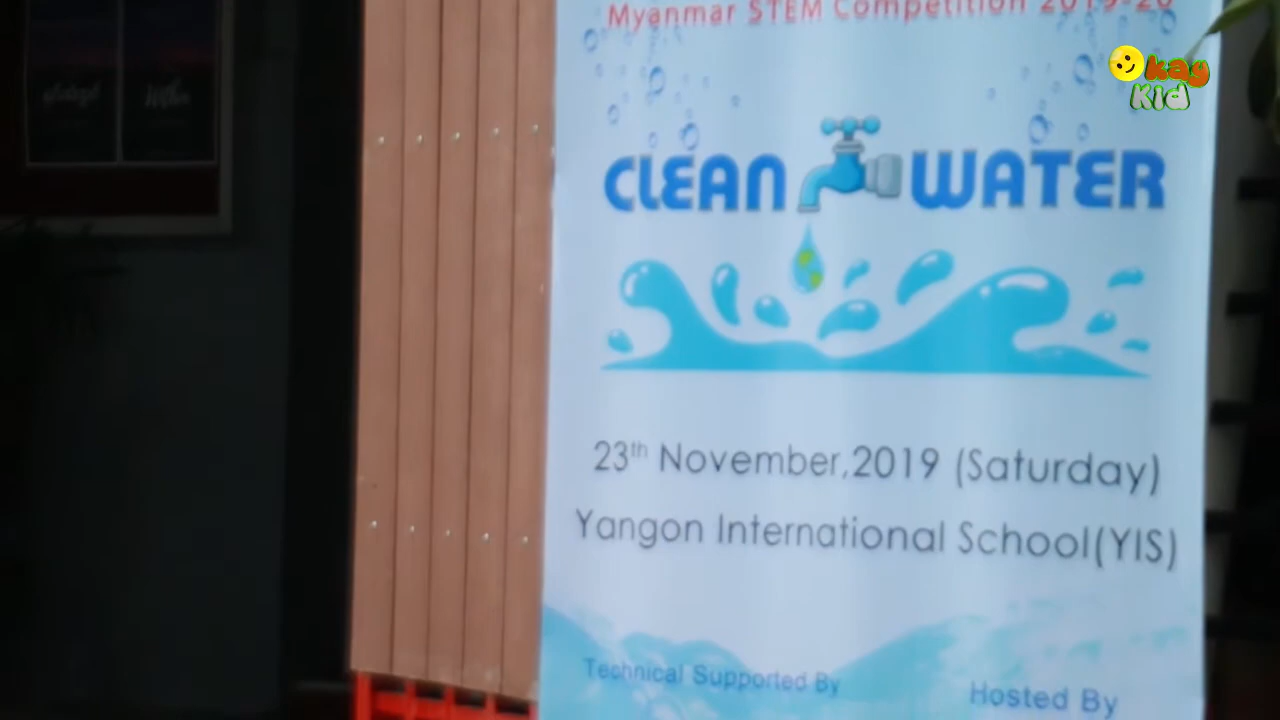 Myanmar STEM Competition 2019-20
Okay
Kid
CLEAN WATER
23th November,2019 (Saturday)
Yangon International School(YIS)
Technical Supported By
Hosted By